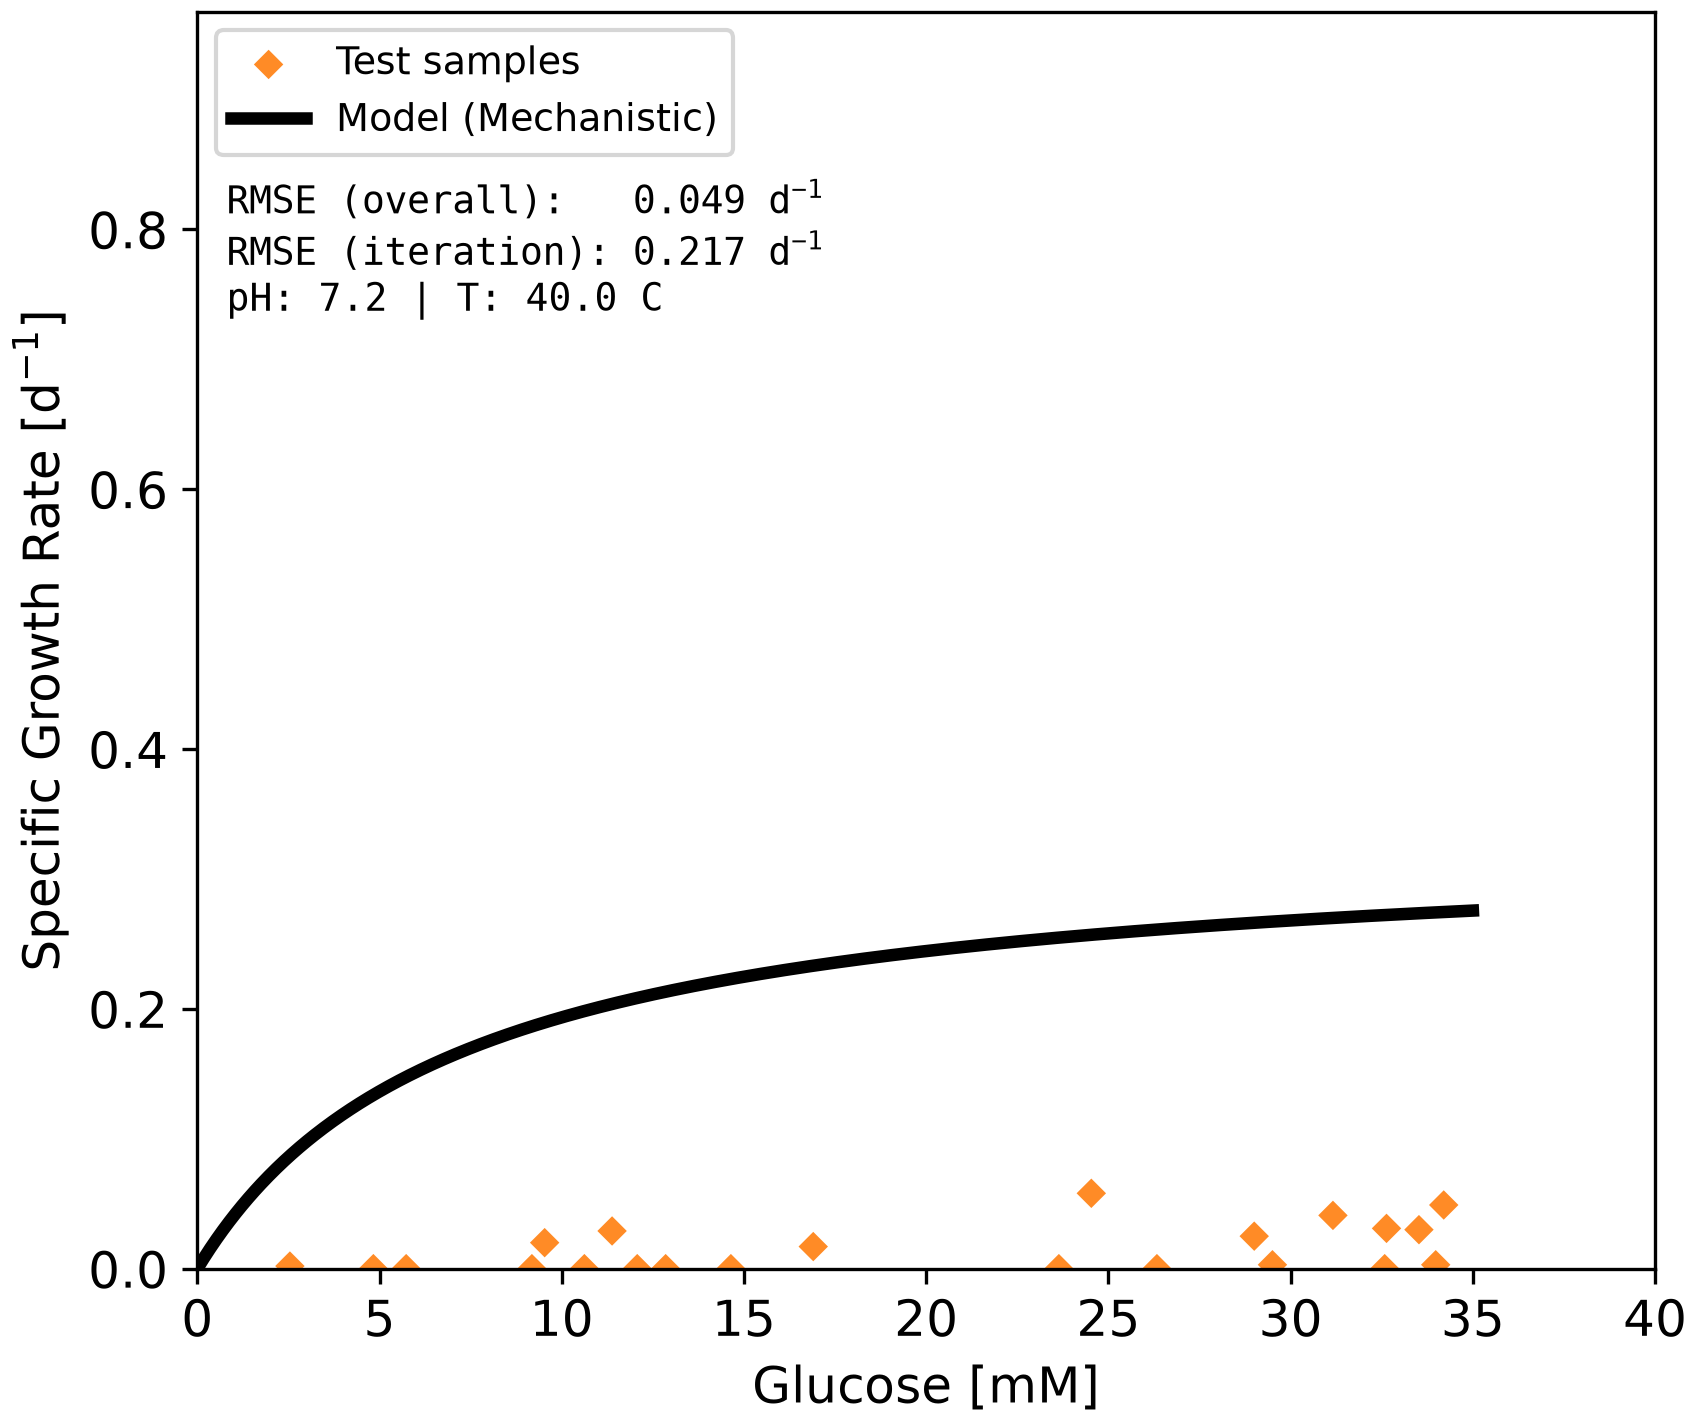 Test samples
Model (Mechanistic)
RMSE (overall):   0.049 d⁻¹
RMSE (iteration): 0.217 d⁻¹
pH: 7.2 | T: 40.0 C
Specific Growth Rate [d⁻¹]
0.8
0.6
0.4
0.2
0.0
0 5 10 15 20 25 30 35 40
Glucose [mM]